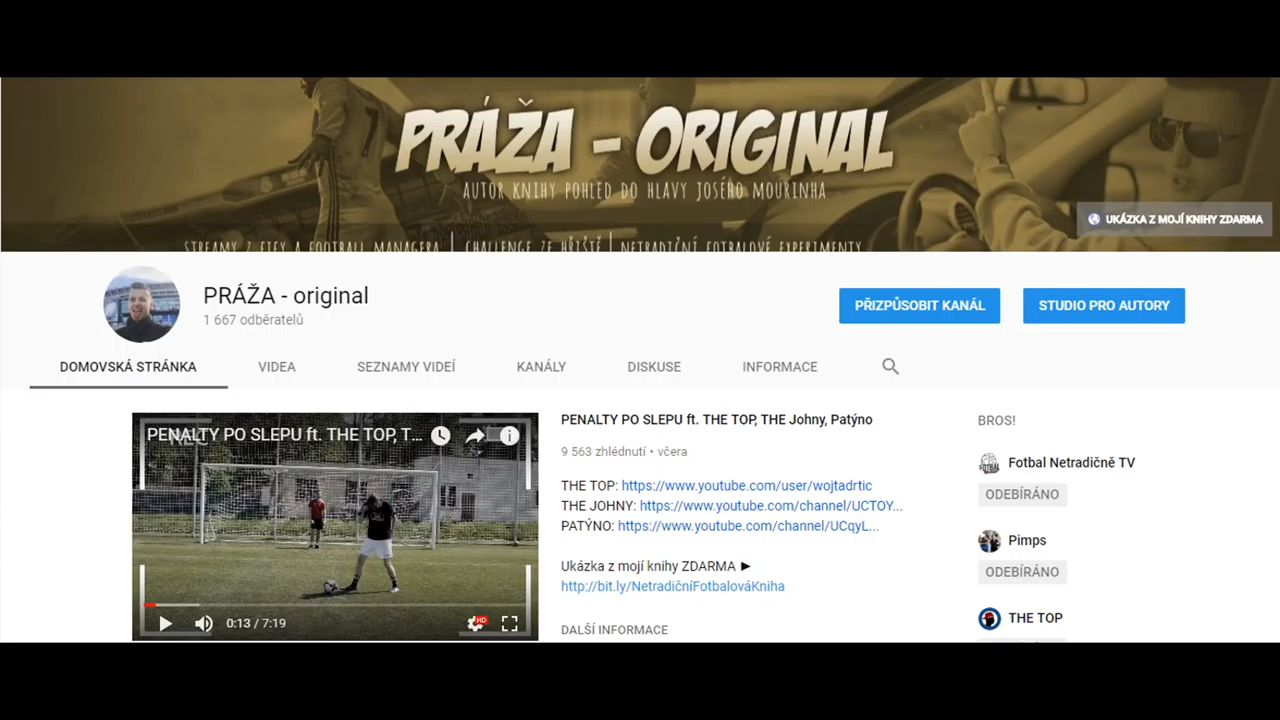 PRÁŽA - ORIGINAL
AUTOR KNIHY POHLED DO HLAVY JOSÉHO MOURINHA
UKÁZKA Z MOJÍ KNIHY ZDARMA
STREAMY Z FIFY A FOOTBALL MANAGERA | CHALLENGE ZE HŘIŠTĚ | NETRADIČNÍ FOTBALOVÉ EXPERIMENTY
PRÁŽA - original
1 667 odběratelů
PŘIZPŮSOBIT KANÁL
STUDIO PRO AUTORY
DOMOVSKÁ STRÁNKA
VIDEA
SEZNAMY VIDEÍ
KANÁLY
DISKUSE
INFORMACE
PENALTY PO SLEPU ft. THE TOP, T...
0:13 / 7:19
HD
PENALTY PO SLEPU ft. THE TOP, THE Johny, Patýno
9 563 zhlédnutí • včera
THE TOP: https://www.youtube.com/user/wojtadrtic
THE JOHNY: https://www.youtube.com/channel/UCTOY...
PATÝNO: https://www.youtube.com/channel/UCqyL...
Ukázka z mojí knihy ZDARMA ►
http://bit.ly/NetradičníFotbalováKniha
DALŠÍ INFORMACE
BROS!
Fotbal Netradičně TV
ODEBÍRÁNO
Pimps
ODEBÍRÁNO
THE TOP